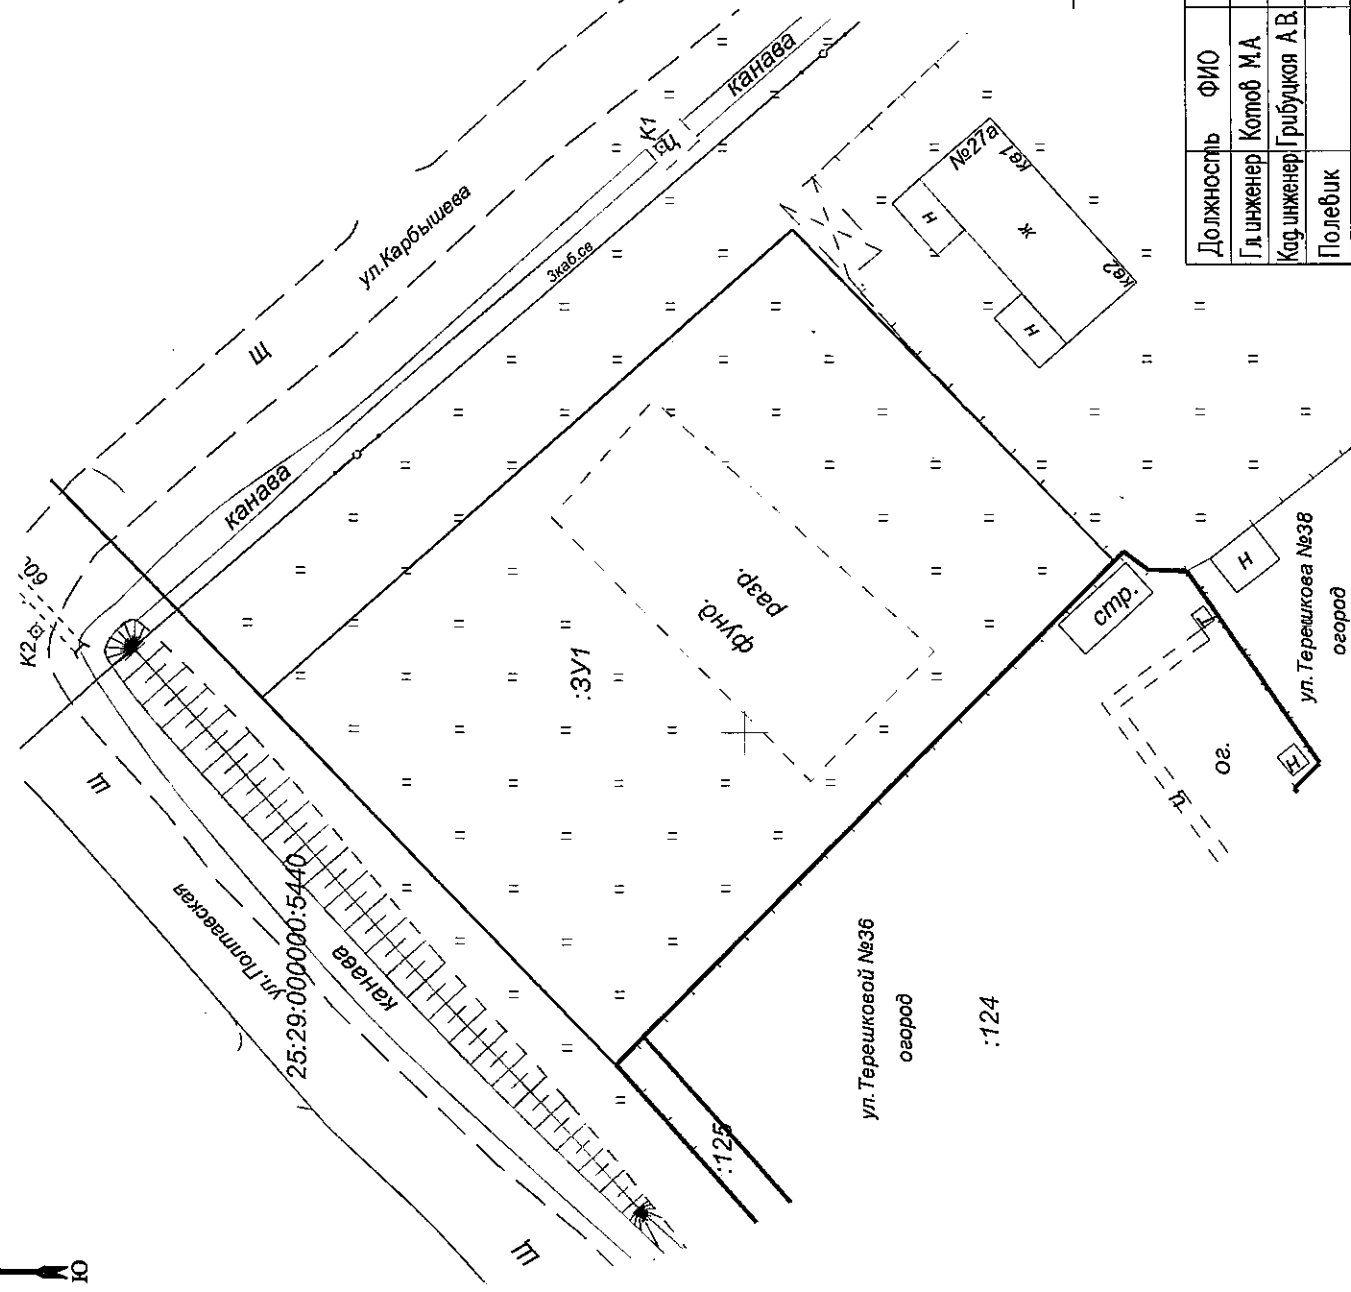 Должность ФИО
Гл.инженер Котов М.А.
Кад.инженер Грибуцкая А.В.
Полевик
канава
К1
ц
ул.Карбышева
3каб.св
№27а
кв1
н
ж
кв2
н
щ
канава
60,
К2
щ
фунд.
разр.
:ЗУ1
стр.
н
ул.Терешкова №38
огород
ог.
н
ц
ул.Полтавская
25:29:000000:5440
канава
ул.Терешковой №36
огород
:124
:125
щ
Ю